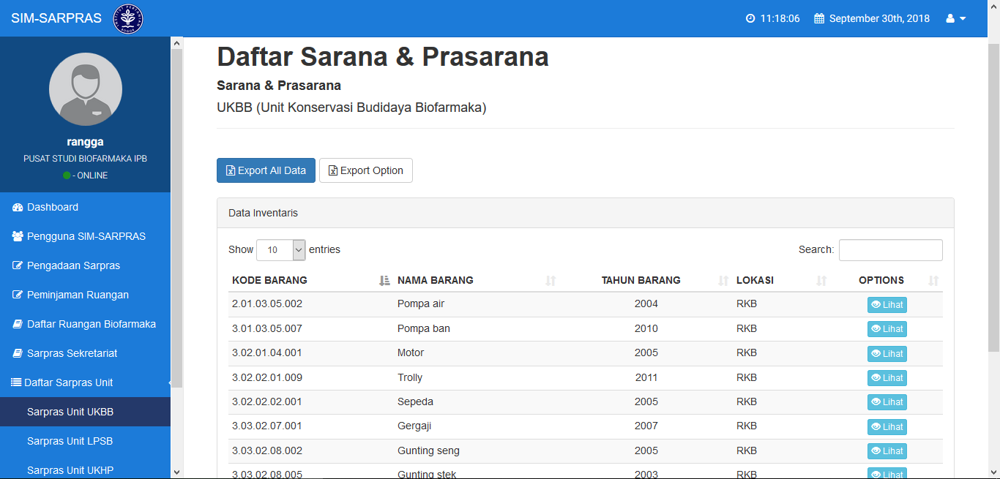 SIM-SARPRAS
11:18:06 September 30th, 2018
rangga
PUSAT STUDI BIOFARMAKA IPB
- ONLINE
Dashboard
Pengguna SIM-SARPRAS
Pengadaan Sarpras
Peminjaman Ruangan
Daftar Ruangan Biofarmaka
Sarpras Sekretariat
Daftar Sarpras Unit
Sarpras Unit UKBB
Sarpras Unit LPSB
Sarpras Unit UKHP
Daftar Sarana & Prasarana
Sarana & Prasarana
UKBB (Unit Konservasi Budidaya Biofarmaka)
Export All Data Export Option
Data Inventaris
Show 10 entries Search:
KODE BARANG NAMA BARANG TAHUN BARANG LOKASI OPTIONS
2.01.03.05.002 Pompa air 2004 RKB Lihat
3.01.03.05.007 Pompa ban 2010 RKB Lihat
3.02.01.04.001 Motor 2005 RKB Lihat
3.02.02.01.009 Trolly 2011 RKB Lihat
3.02.02.02.001 Sepeda 2005 RKB Lihat
3.03.02.07.001 Gergaji 2007 RKB Lihat
3.03.02.08.002 Gunting seng 2005 RKB Lihat
3.03.02.08.005 Gunting stek 2003 RKB Lihat